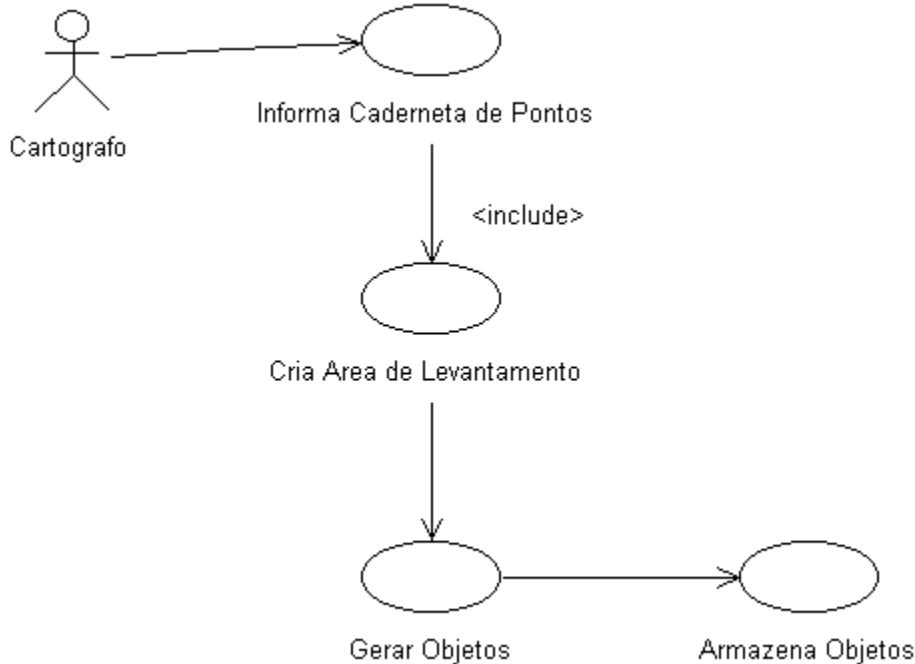 Informa Caderneta de Pontos
Cartografo
<include>
Cria Area de Levantamento
Gerar Objetos
Armazena Objetos